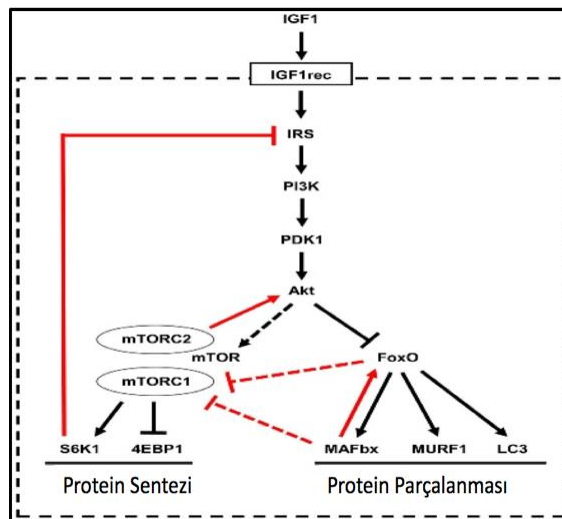 IGF1
IGF1rec
IRS
PI3K
PDK1
Akt
mTORC2
mTOR
FoxO
mTORC1
S6K1 4EBP1 MAFbx MURF1 LC3
Protein Sentezi Protein Parçalanması